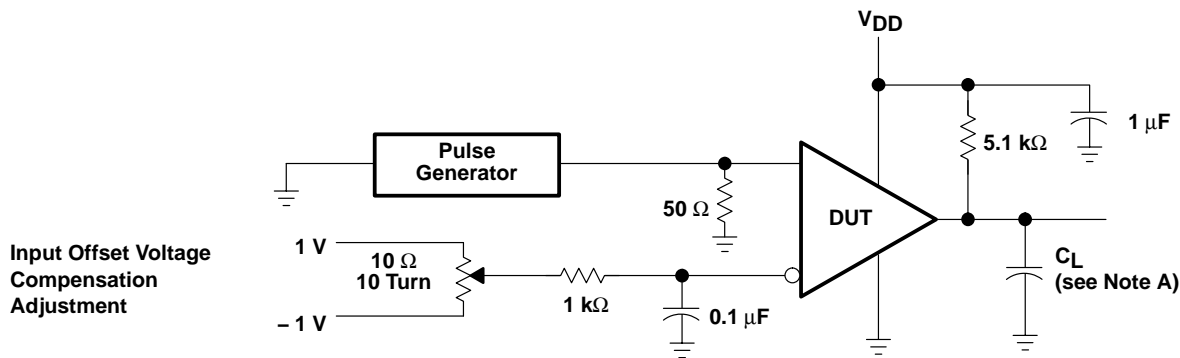 VDD
1 μF
5.1 kΩ
Pulse
Generator
50 Ω
DUT
Input Offset Voltage
Compensation
Adjustment
1 V
10 Ω
10 Turn
– 1 V
1 kΩ
0.1 μF
CL
(see Note A)